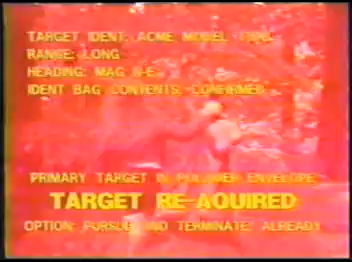 TARGET IDENT: ACME MODEL
RANGE: LONG
HEADING: MAG N-E
IDENT BAG CONTENTS: CONFIRMED
PRIMARY TARGET IN POLYMER ENVELOPE
TARGET RE-AQUIRED
OPTION: PURSUE AND TERMINATE ALREADY